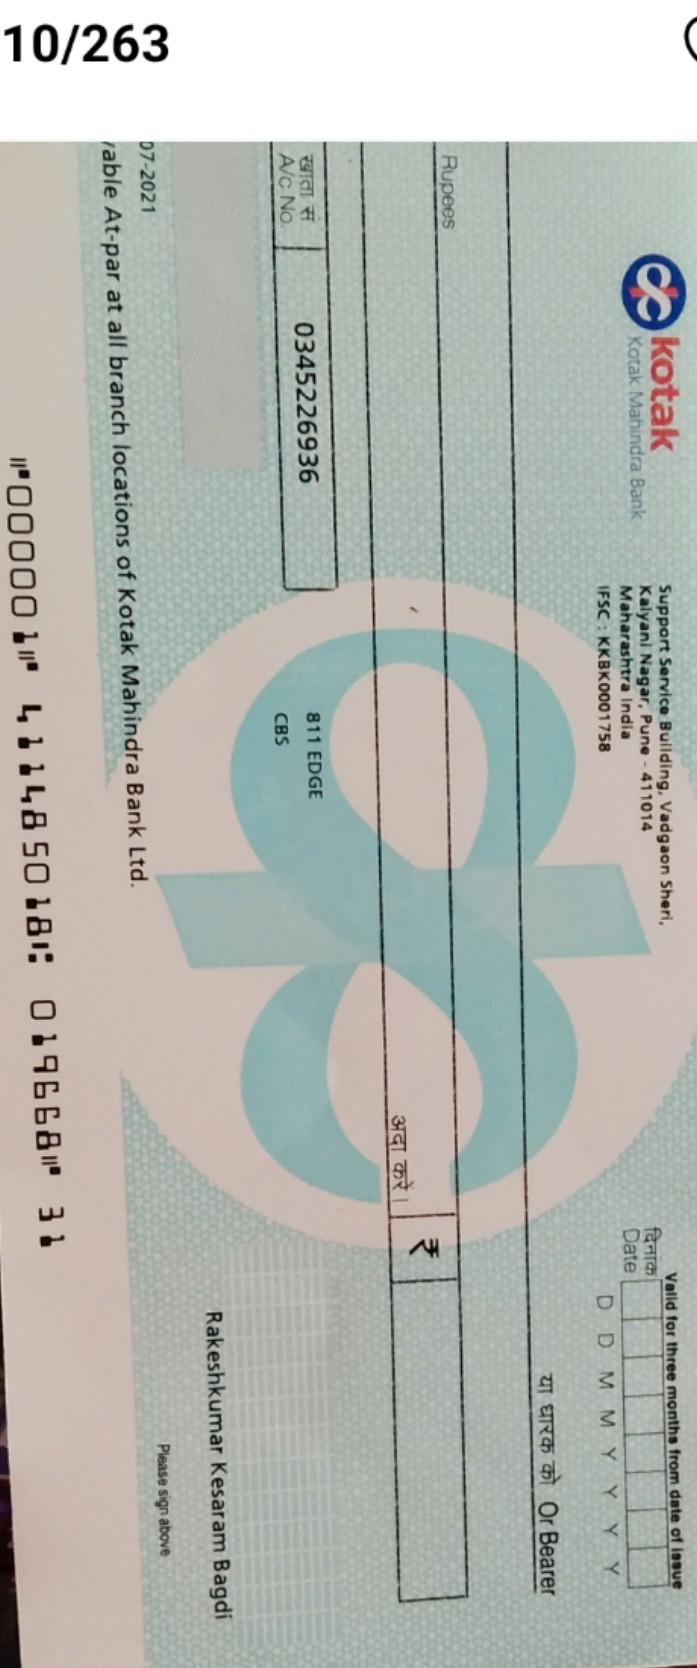 10/263
kotak
Kotak Mahindra Bank
Support Service Building, Vadgaon Sheri,
Kalyani Nagar, Pune - 411014
Maharashtra India
IFSC : KKBK0001758
Valid for three months from date of issue
दिनांक
Date
D D M M Y Y Y Y
या धारक को Or Bearer
Rupees
अदा करें।
₹
खाता सं
A/c No.
0345226936
811 EDGE
CBS
Rakeshkumar Kesaram Bagdi
Please sign above
07-2021
yable At-par at all branch locations of Kotak Mahindra Bank Ltd.
⑈000001⑈ 411485018⑆ 019668⑈ 31